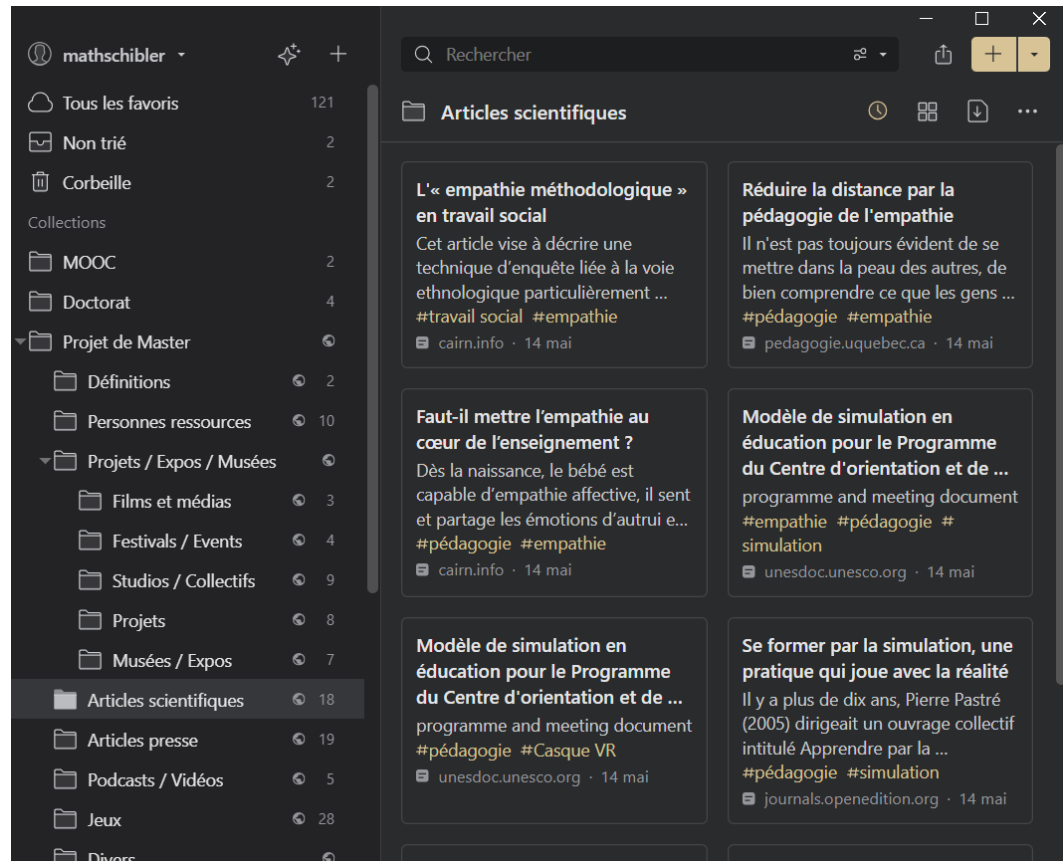 mathschibler
Tous les favoris 121
Non trié 2
Corbeille 2
Collections
MOOC 2
Doctorat 4
Projet de Master
Définitions 2
Personnes ressources 10
Projets / Expos / Musées
Films et médias 3
Festivals / Events 4
Studios / Collectifs 9
Projets 8
Musées / Expos 7
Articles scientifiques 18
Articles presse 19
Podcasts / Vidéos 5
Jeux 28
Divers
Rechercher
Articles scientifiques
L'« empathie méthodologique »
en travail social
Cet article vise à décrire une
technique d’enquête liée à la voie
ethnologique particulièrement ...
#travail social #empathie
cairn.info · 14 mai
Réduire la distance par la
pédagogie de l'empathie
Il n'est pas toujours évident de se
mettre dans la peau des autres, de
bien comprendre ce que les gens ...
#pédagogie #empathie
pedagogie.uquebec.ca · 14 mai
Faut-il mettre l’empathie au
cœur de l’enseignement ?
Dès la naissance, le bébé est
capable d’empathie affective, il sent
et partage les émotions d’autrui e...
#pédagogie #empathie
cairn.info · 14 mai
Modèle de simulation en
éducation pour le Programme
du Centre d'orientation et de ...
programme and meeting document
#empathie #pédagogie #
simulation
unesdoc.unesco.org · 14 mai
Modèle de simulation en
éducation pour le Programme
du Centre d'orientation et de ...
programme and meeting document
#pédagogie #Casque VR
unesdoc.unesco.org · 14 mai
Se former par la simulation, une
pratique qui joue avec la réalité
Il y a plus de dix ans, Pierre Pastré
(2005) dirigeait un ouvrage collectif
intitulé Apprendre par la ...
#pédagogie #simulation
journals.openedition.org · 14 mai